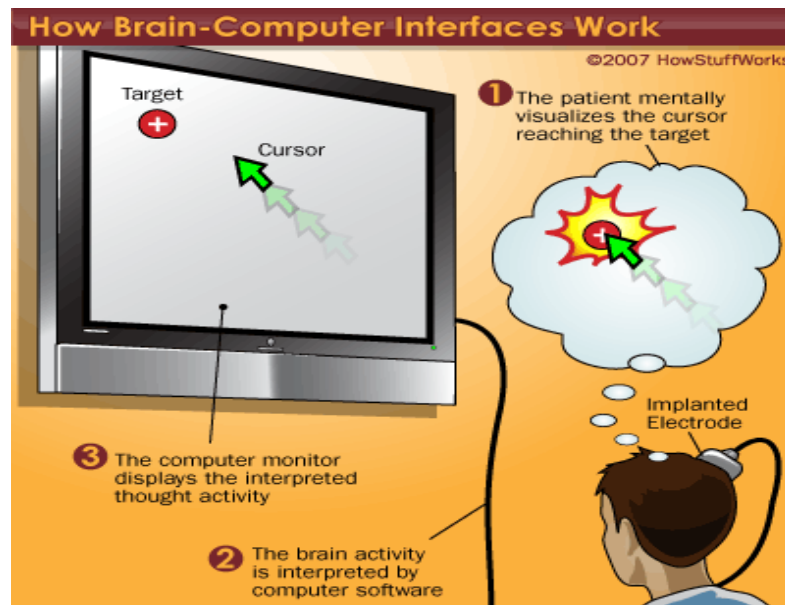 How Brain-Computer Interfaces Work
©2007 HowStuffWorks
Target
Cursor
1 The patient mentally
visualizes the cursor
reaching the target
Implanted
Electrode
3 The computer monitor
displays the interpreted
thought activity
2 The brain activity
is interpreted by
computer software